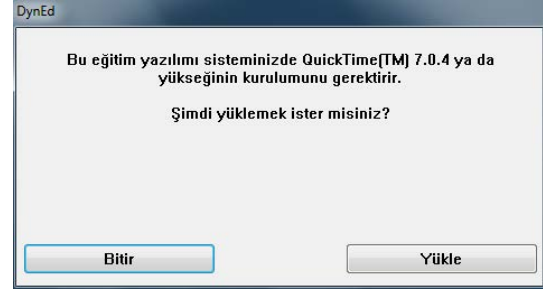 DynEd
Bu eğitim yazılımı sisteminizde QuickTime(TM) 7.0.4 ya da
yükseğinin kurulumunu gerektirir.
Şimdi yüklemek ister misiniz?
Bitir
Yükle